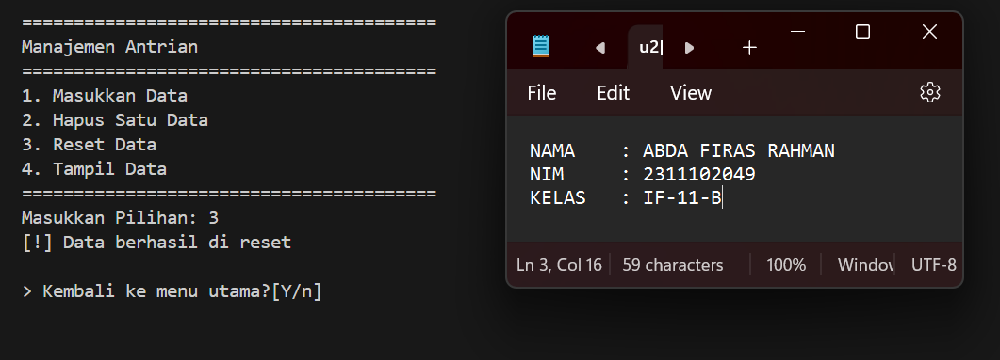 ========================================
Manajemen Antrian
========================================
1. Masukkan Data
2. Hapus Satu Data
3. Reset Data
4. Tampil Data
========================================
Masukkan Pilihan: 3
[!] Data berhasil di reset
> Kembali ke menu utama?[Y/n]
u2
File Edit View
NAMA : ABDA FIRAS RAHMAN
NIM : 2311102049
KELAS : IF-11-B
Ln 3, Col 16 59 characters 100% Window UTF-8